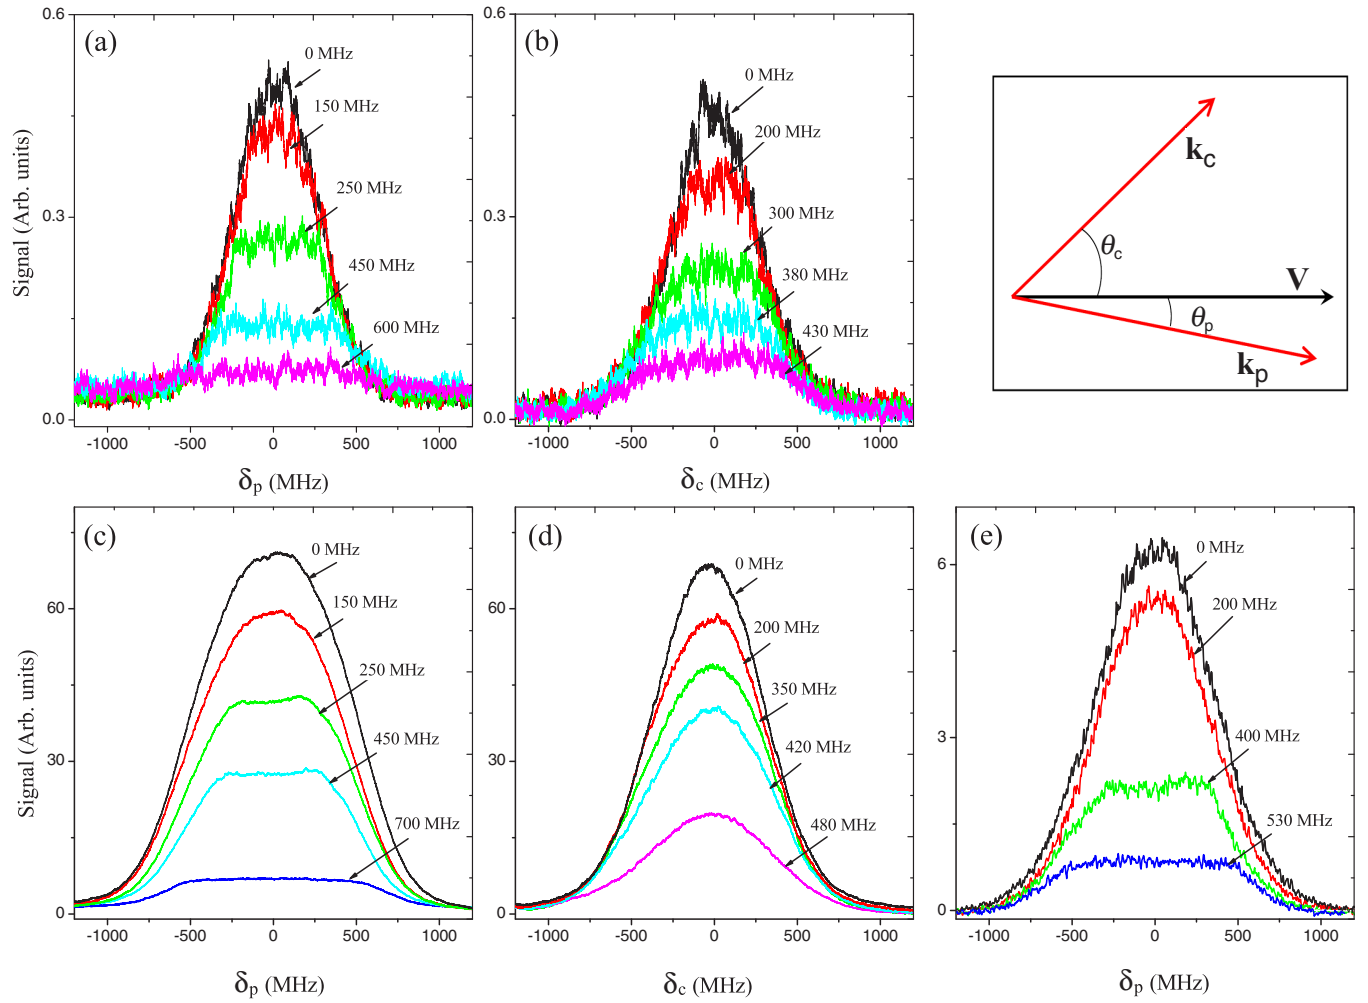 (a)
0.6
0.3
0.0
Signal (Arb. units)
0 MHz
150 MHz
250 MHz
450 MHz
600 MHz
-1000 -500 0 500 1000
δp (MHz)
(b)
0.6
0.3
0.0
0 MHz
200 MHz
300 MHz
380 MHz
430 MHz
-1000 -500 0 500 1000
δc (MHz)
kc
θc
V
θp
kp
(c)
60
30
0
Signal (Arb. units)
0 MHz
150 MHz
250 MHz
450 MHz
700 MHz
-1000 -500 0 500 1000
δp (MHz)
(d)
60
30
0
0 MHz
200 MHz
350 MHz
420 MHz
480 MHz
-1000 -500 0 500 1000
δc (MHz)
(e)
6
3
0
0 MHz
200 MHz
400 MHz
530 MHz
-1000 -500 0 500 1000
δp (MHz)